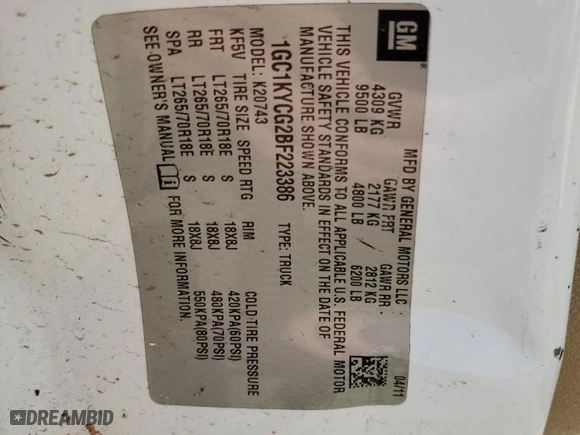 GM
MFD BY GENERAL MOTORS LLC
04/11
GVWR GAWR FRT GAWR RR
4309 KG 2177 KG 2812 KG
9500 LB 4800 LB / 6200 LB
THIS VEHICLE CONFORMS TO ALL APPLICABLE U.S. FEDERAL MOTOR
VEHICLE SAFETY STANDARDS IN EFFECT ON THE DATE OF
MANUFACTURE SHOWN ABOVE.
1GC1KYCG2BF223386 TYPE: TRUCK
MODEL: K20743
KF5V TIRE SIZE SPEED RTG RIM COLD TIRE PRESSURE
FRT LT265/70R18E S 18X8J 420KPA(60PSI)
RR LT265/70R18E S 18X8J 480KPA(70PSI)
SPA LT265/70R18E S 18X8J 550KPA(80PSI)
SEE OWNER'S MANUAL FOR MORE INFORMATION.
DREAMBID